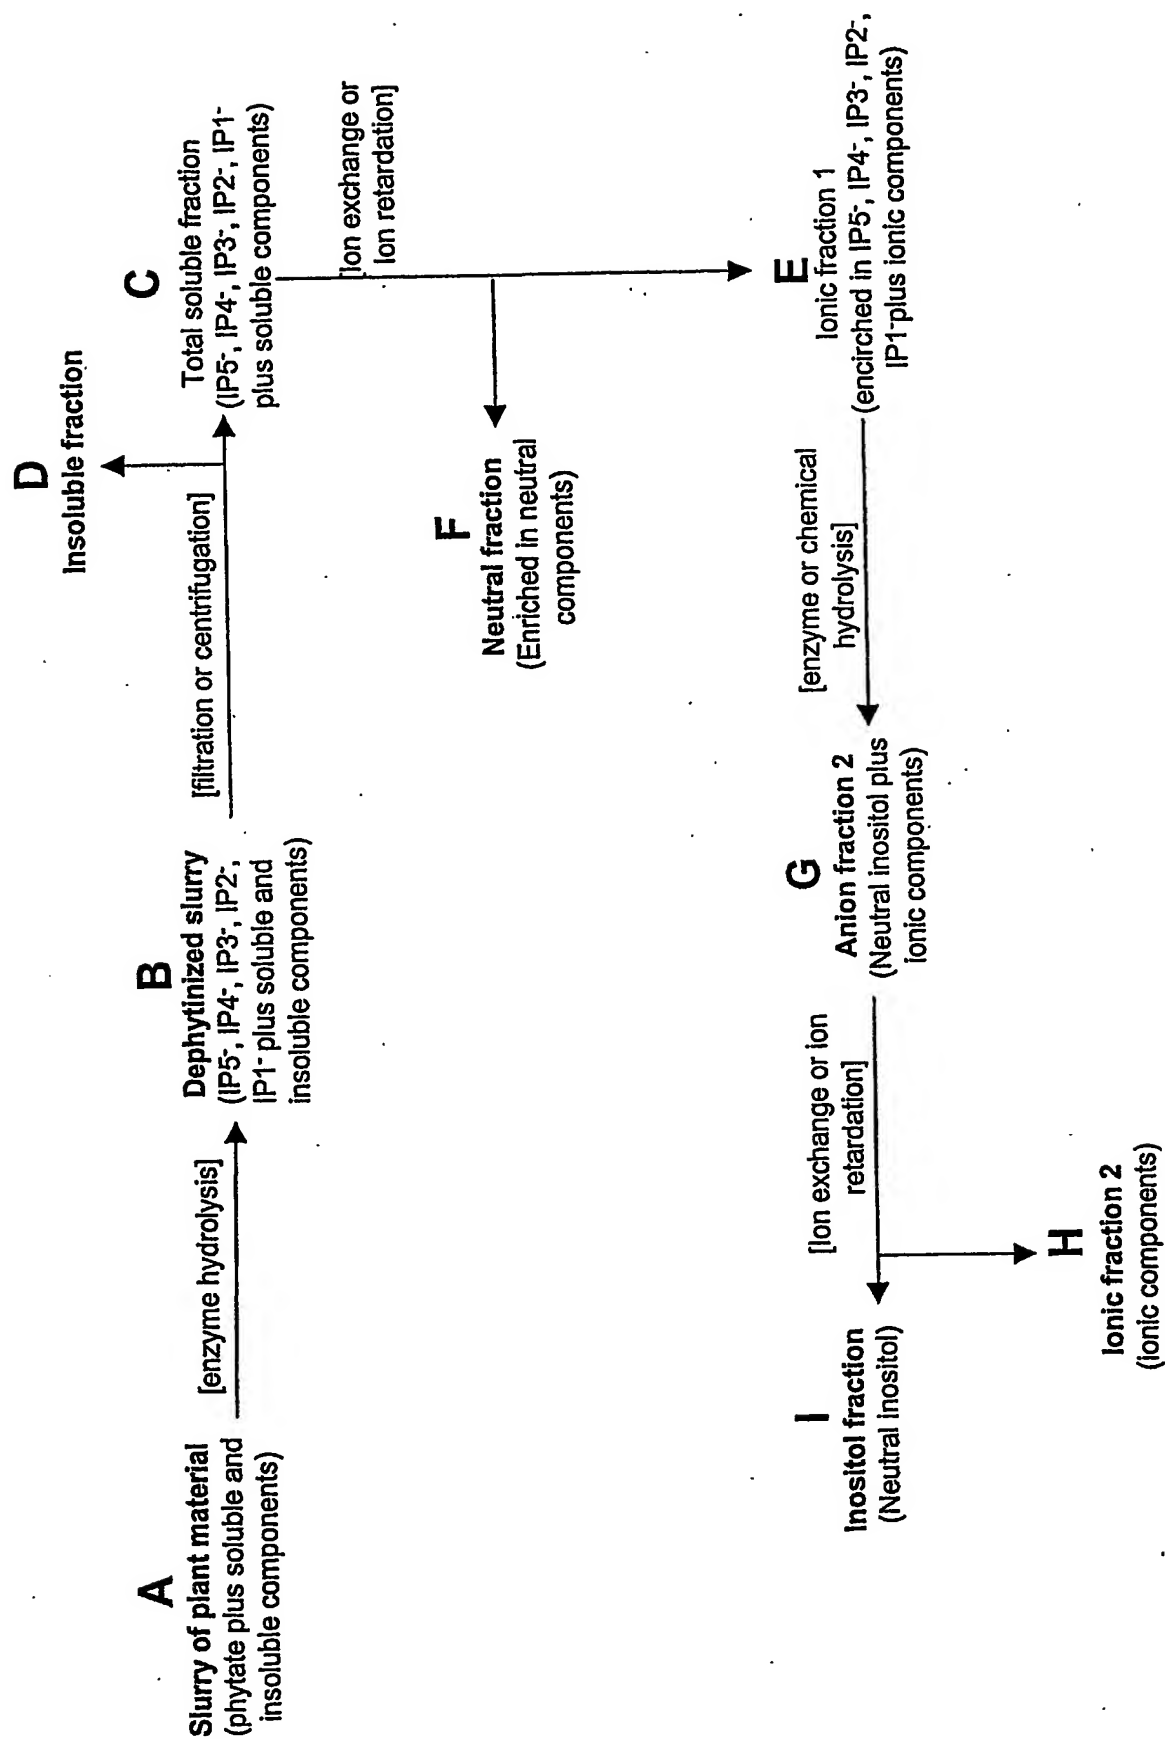 A
Slurry of plant material
(phytate plus soluble and
insoluble components)
[enzyme hydrolysis]
B
Dephytinized slurry
(IP5-, IP4-, IP3-, IP2-,
IP1- plus soluble and
insoluble components)
[filtration or centrifugation]
D
Insoluble fraction
C
Total soluble fraction
(IP5-, IP4-, IP3-, IP2-, IP1-
plus soluble components)
[Ion exchange or
Ion retardation]
F
Neutral fraction
(Enriched in neutral
components)
E
Ionic fraction 1
(encirched in IP5-, IP4-, IP3-, IP2-,
IP1-plus ionic components)
[enzyme or chemical
hydrolysis]
G
Anion fraction 2
(Neutral inositol plus
ionic components)
[Ion exchange or ion
retardation]
H
Ionic fraction 2
(ionic components)
I
Inositol fraction
(Neutral inositol)